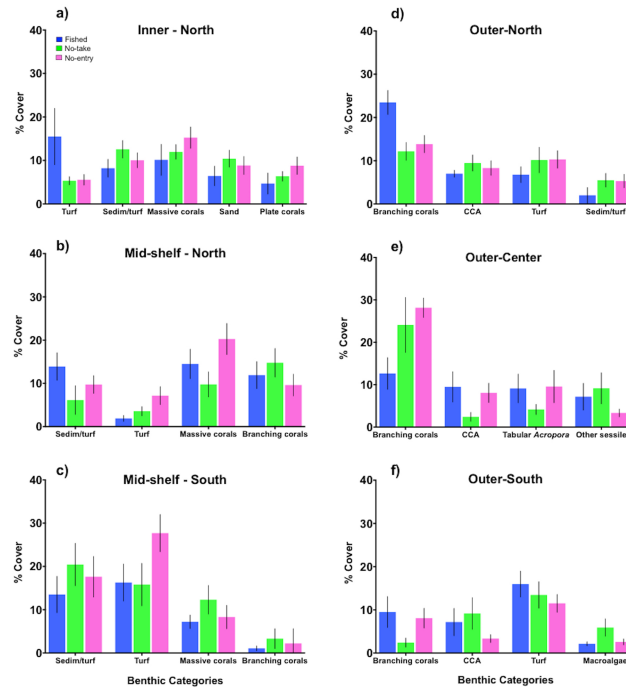 a)
Inner - North
Fished
No-take
No-entry
% Cover
40
30
20
10
0
Turf
Sedim/turf
Massive corals
Sand
Plate corals
d)
Outer-North
% Cover
40
30
20
10
0
Branching corals
CCA
Turf
Sedim/turf
b)
Mid-shelf - North
% Cover
40
30
20
10
0
Sedim/turf
Turf
Massive corals
Branching corals
e)
Outer-Center
% Cover
40
30
20
10
0
Branching corals
CCA
Tabular Acropora
Other sessile
c)
Mid-shelf - South
% Cover
40
30
20
10
0
Sedim/turf
Turf
Massive corals
Branching corals
Benthic Categories
f)
Outer-South
% Cover
40
30
20
10
0
Branching corals
CCA
Turf
Macroalgae
Benthic Categories